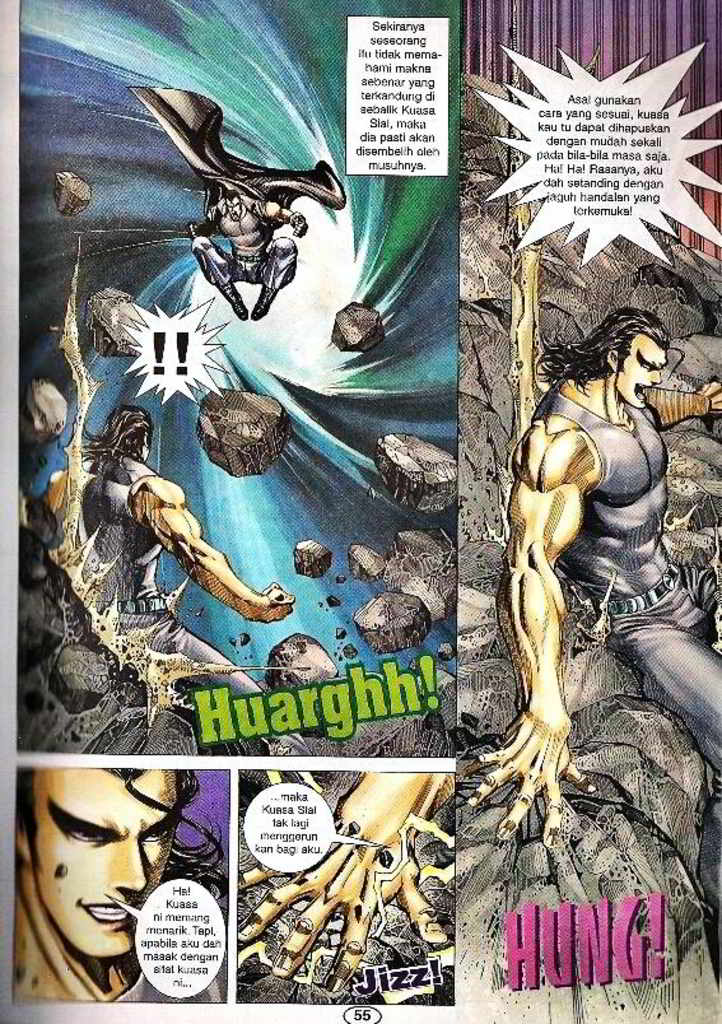 Sekiranya
seseorang
itu tidak mema-
hami makna
sebenar yang
terkandung di
sebalik Kuasa
Sial, maka
dia pasti akan
disembelih oleh
musuhnya.
!!
Huarghh!
Ha!
Kuasa
ni memang
menarik. Tapi,
apabila aku dah
masak dengan
sifat kuasa
ni...
...maka
Kuasa Sial
tak lagi
menggerun
kan bagi aku.
Jizz!
Asal gunakan
cara yang sesuai, kuasa
kau tu dapat dihapuskan
dengan mudah sekali
pada bila-bila masa saja.
Ha! Ha! Rasanya, aku
dah setanding dengan
jaguh handalan yang
terkemuka!
HUNG!
55